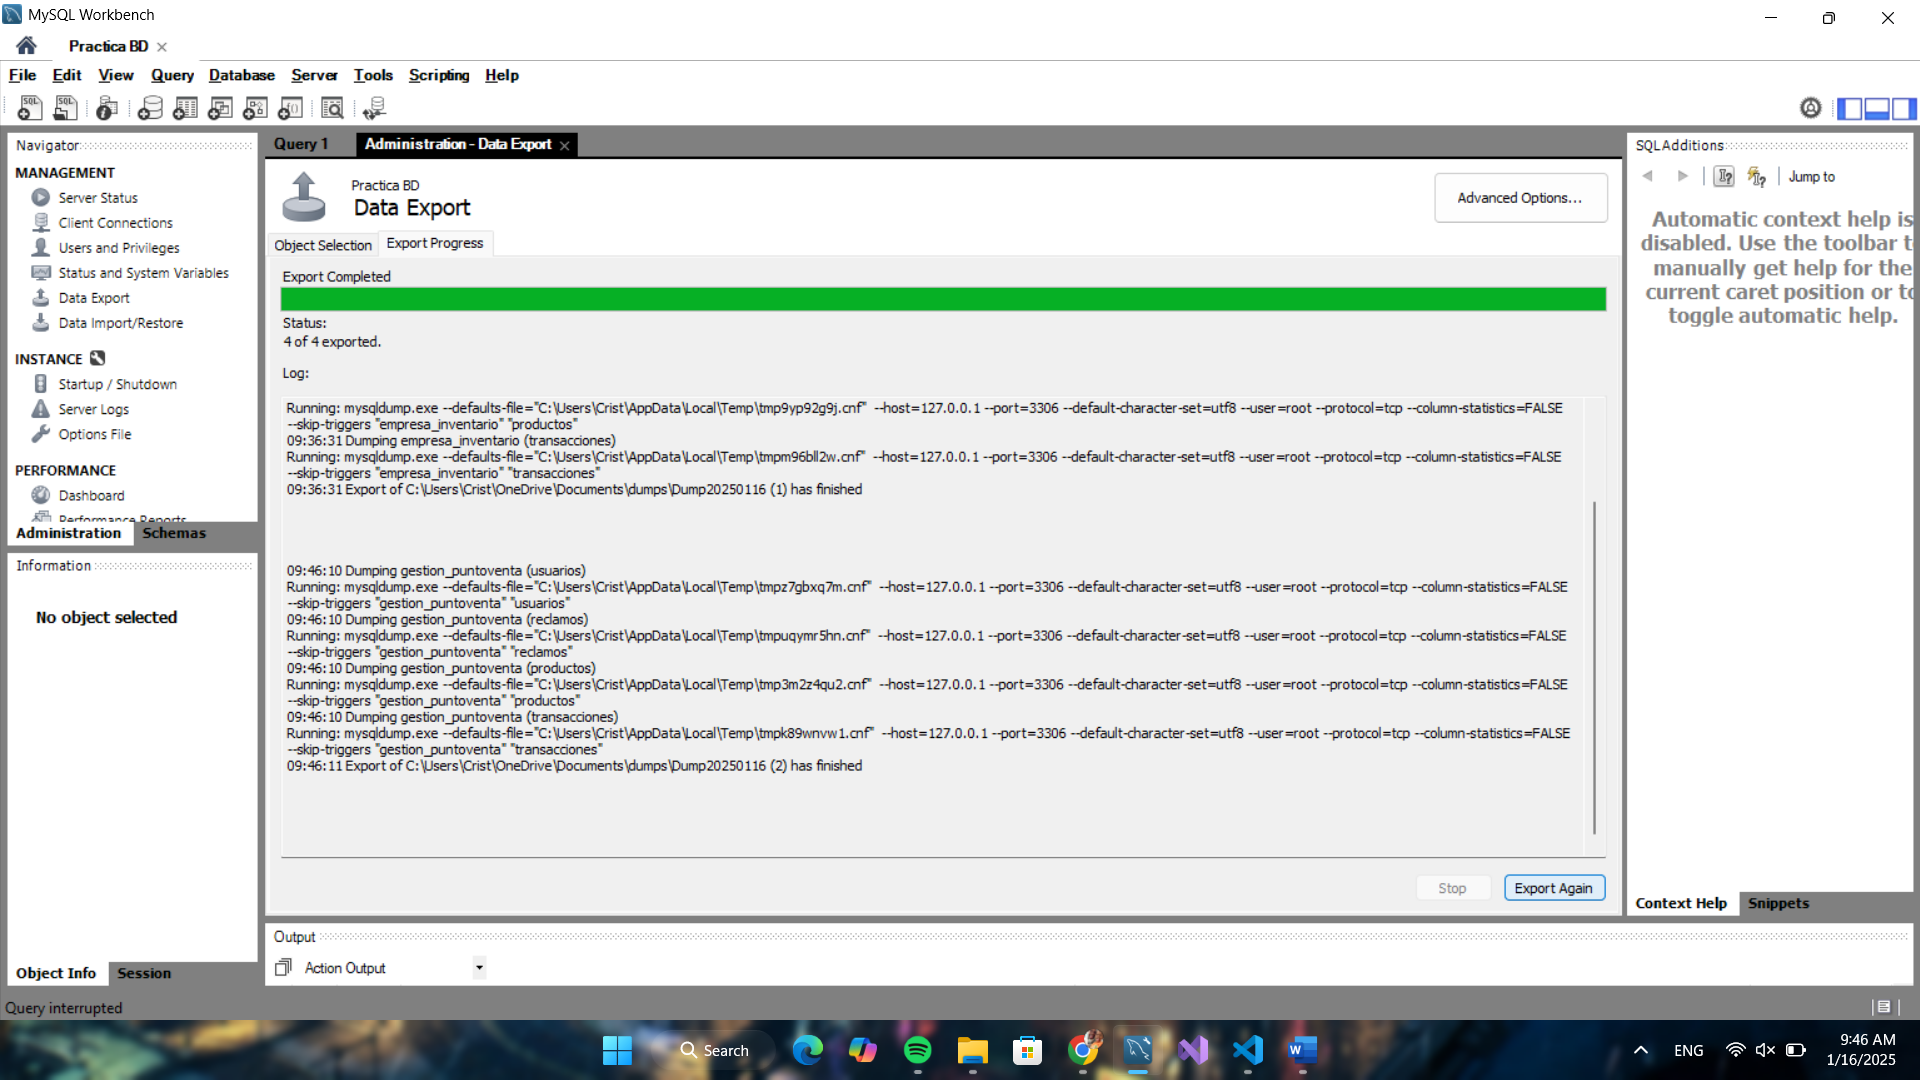 MySQL Workbench
Practica BD
File Edit View Query Database Server Tools Scripting Help
Navigator
MANAGEMENT
Server Status
Client Connections
Users and Privileges
Status and System Variables
Data Export
Data Import/Restore
INSTANCE
Startup / Shutdown
Server Logs
Options File
PERFORMANCE
Dashboard
Performance Reports
Administration Schemas
Information
No object selected
Object Info Session
Query interrupted
Query 1 Administration - Data Export
Practica BD
Data Export
Advanced Options...
Object Selection Export Progress
Export Completed
Status:
4 of 4 exported.
Log:
Running: mysqldump.exe --defaults-file="C:\Users\Crist\AppData\Local\Temp\tmp9yp92g9j.cnf" --host=127.0.0.1 --port=3306 --default-character-set=utf8 --user=root --protocol=tcp --column-statistics=FALSE
--skip-triggers "empresa_inventario" "productos"
09:36:31 Dumping empresa_inventario (transacciones)
Running: mysqldump.exe --defaults-file="C:\Users\Crist\AppData\Local\Temp\tmpm96bll2w.cnf" --host=127.0.0.1 --port=3306 --default-character-set=utf8 --user=root --protocol=tcp --column-statistics=FALSE
--skip-triggers "empresa_inventario" "transacciones"
09:36:31 Export of C:\Users\Crist\OneDrive\Documents\dumps\Dump20250116 (1) has finished
09:46:10 Dumping gestion_puntoventa (usuarios)
Running: mysqldump.exe --defaults-file="C:\Users\Crist\AppData\Local\Temp\tmpz7gbxq7m.cnf" --host=127.0.0.1 --port=3306 --default-character-set=utf8 --user=root --protocol=tcp --column-statistics=FALSE
--skip-triggers "gestion_puntoventa" "usuarios"
09:46:10 Dumping gestion_puntoventa (reclamos)
Running: mysqldump.exe --defaults-file="C:\Users\Crist\AppData\Local\Temp\tmpuqymr5hn.cnf" --host=127.0.0.1 --port=3306 --default-character-set=utf8 --user=root --protocol=tcp --column-statistics=FALSE
--skip-triggers "gestion_puntoventa" "reclamos"
09:46:10 Dumping gestion_puntoventa (productos)
Running: mysqldump.exe --defaults-file="C:\Users\Crist\AppData\Local\Temp\tmp3m2z4qu2.cnf" --host=127.0.0.1 --port=3306 --default-character-set=utf8 --user=root --protocol=tcp --column-statistics=FALSE
--skip-triggers "gestion_puntoventa" "productos"
09:46:10 Dumping gestion_puntoventa (transacciones)
Running: mysqldump.exe --defaults-file="C:\Users\Crist\AppData\Local\Temp\tmpk89wnvw1.cnf" --host=127.0.0.1 --port=3306 --default-character-set=utf8 --user=root --protocol=tcp --column-statistics=FALSE
--skip-triggers "gestion_puntoventa" "transacciones"
09:46:11 Export of C:\Users\Crist\OneDrive\Documents\dumps\Dump20250116 (2) has finished
Stop Export Again
Output
Action Output
SQLAdditions
Jump to
Automatic context help is
disabled. Use the toolbar t
manually get help for the
current caret position or to
toggle automatic help.
Context Help Snippets
Search
ENG
9:46 AM
1/16/2025